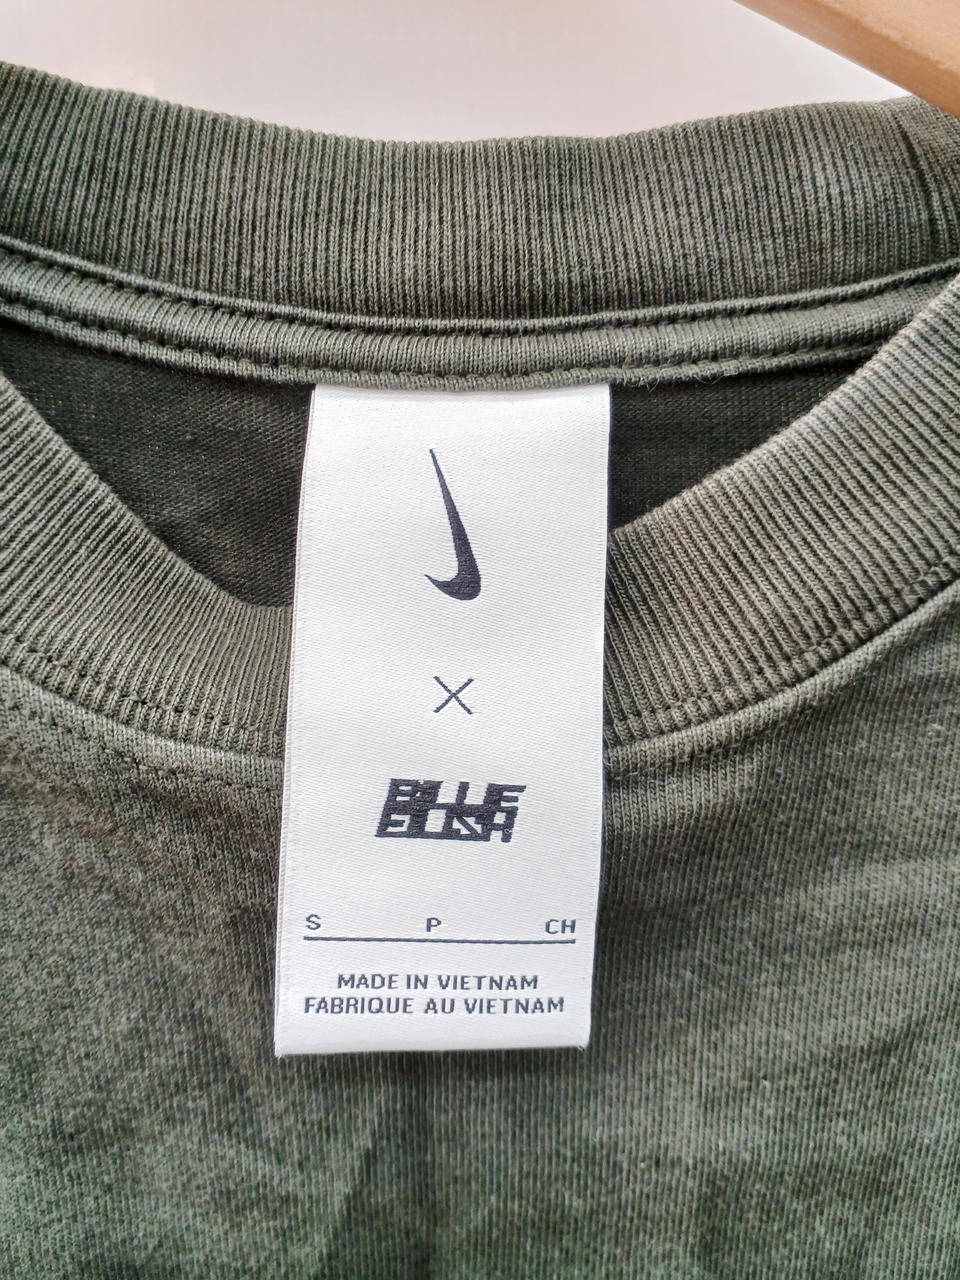 X
BILLIE
EILISH
S P CH
MADE IN VIETNAM
FABRIQUE AU VIETNAM